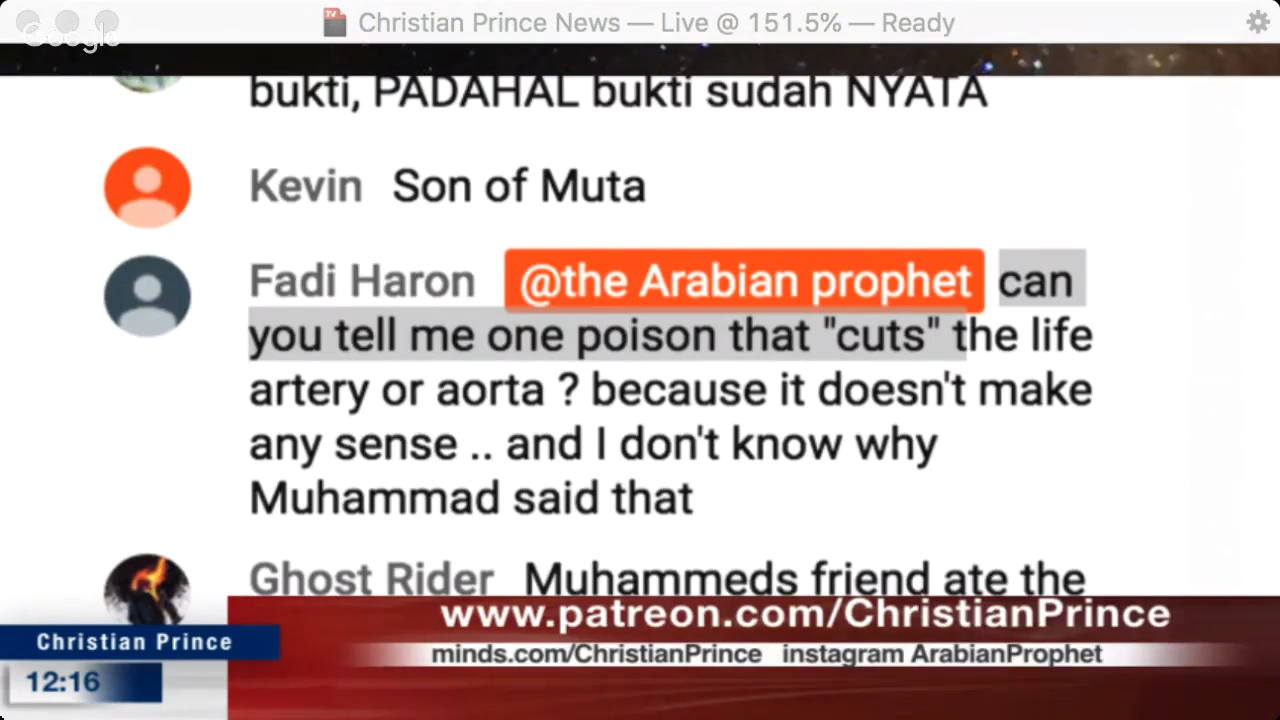 Christian Prince News — Live @ 151.5% — Ready
Google
bukti, PADAHAL bukti sudah NYATA
Kevin Son of Muta
Fadi Haron @the Arabian prophet can
you tell me one poison that "cuts" the life
artery or aorta ? because it doesn't make
any sense .. and I don't know why
Muhammad said that
Ghost Rider Muhammeds friend ate the
www.patreon.com/ChristianPrince
Christian Prince
minds.com/ChristianPrince instagram ArabianProphet
12:16